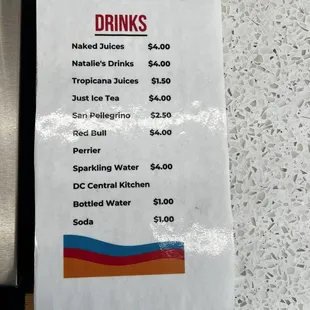 DRINKS
Naked Juices $4.00
Natalie's Drinks $4.00
Tropicana Juices $1.50
Just Ice Tea $4.00
San Pellegrino $2.50
Red Bull $4.00
Perrier
Sparkling Water $4.00
DC Central Kitchen
Bottled Water $1.00
Soda $1.00